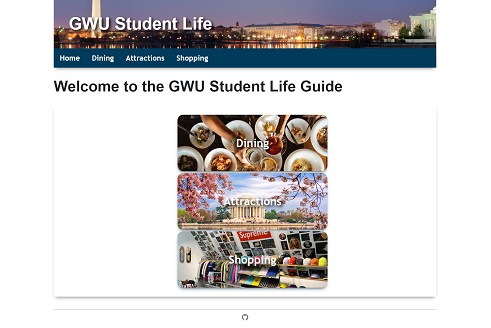 GWU Student Life
Home Dining Attractions Shopping
Welcome to the GWU Student Life Guide
Dining
Attractions
Supreme
Shopping